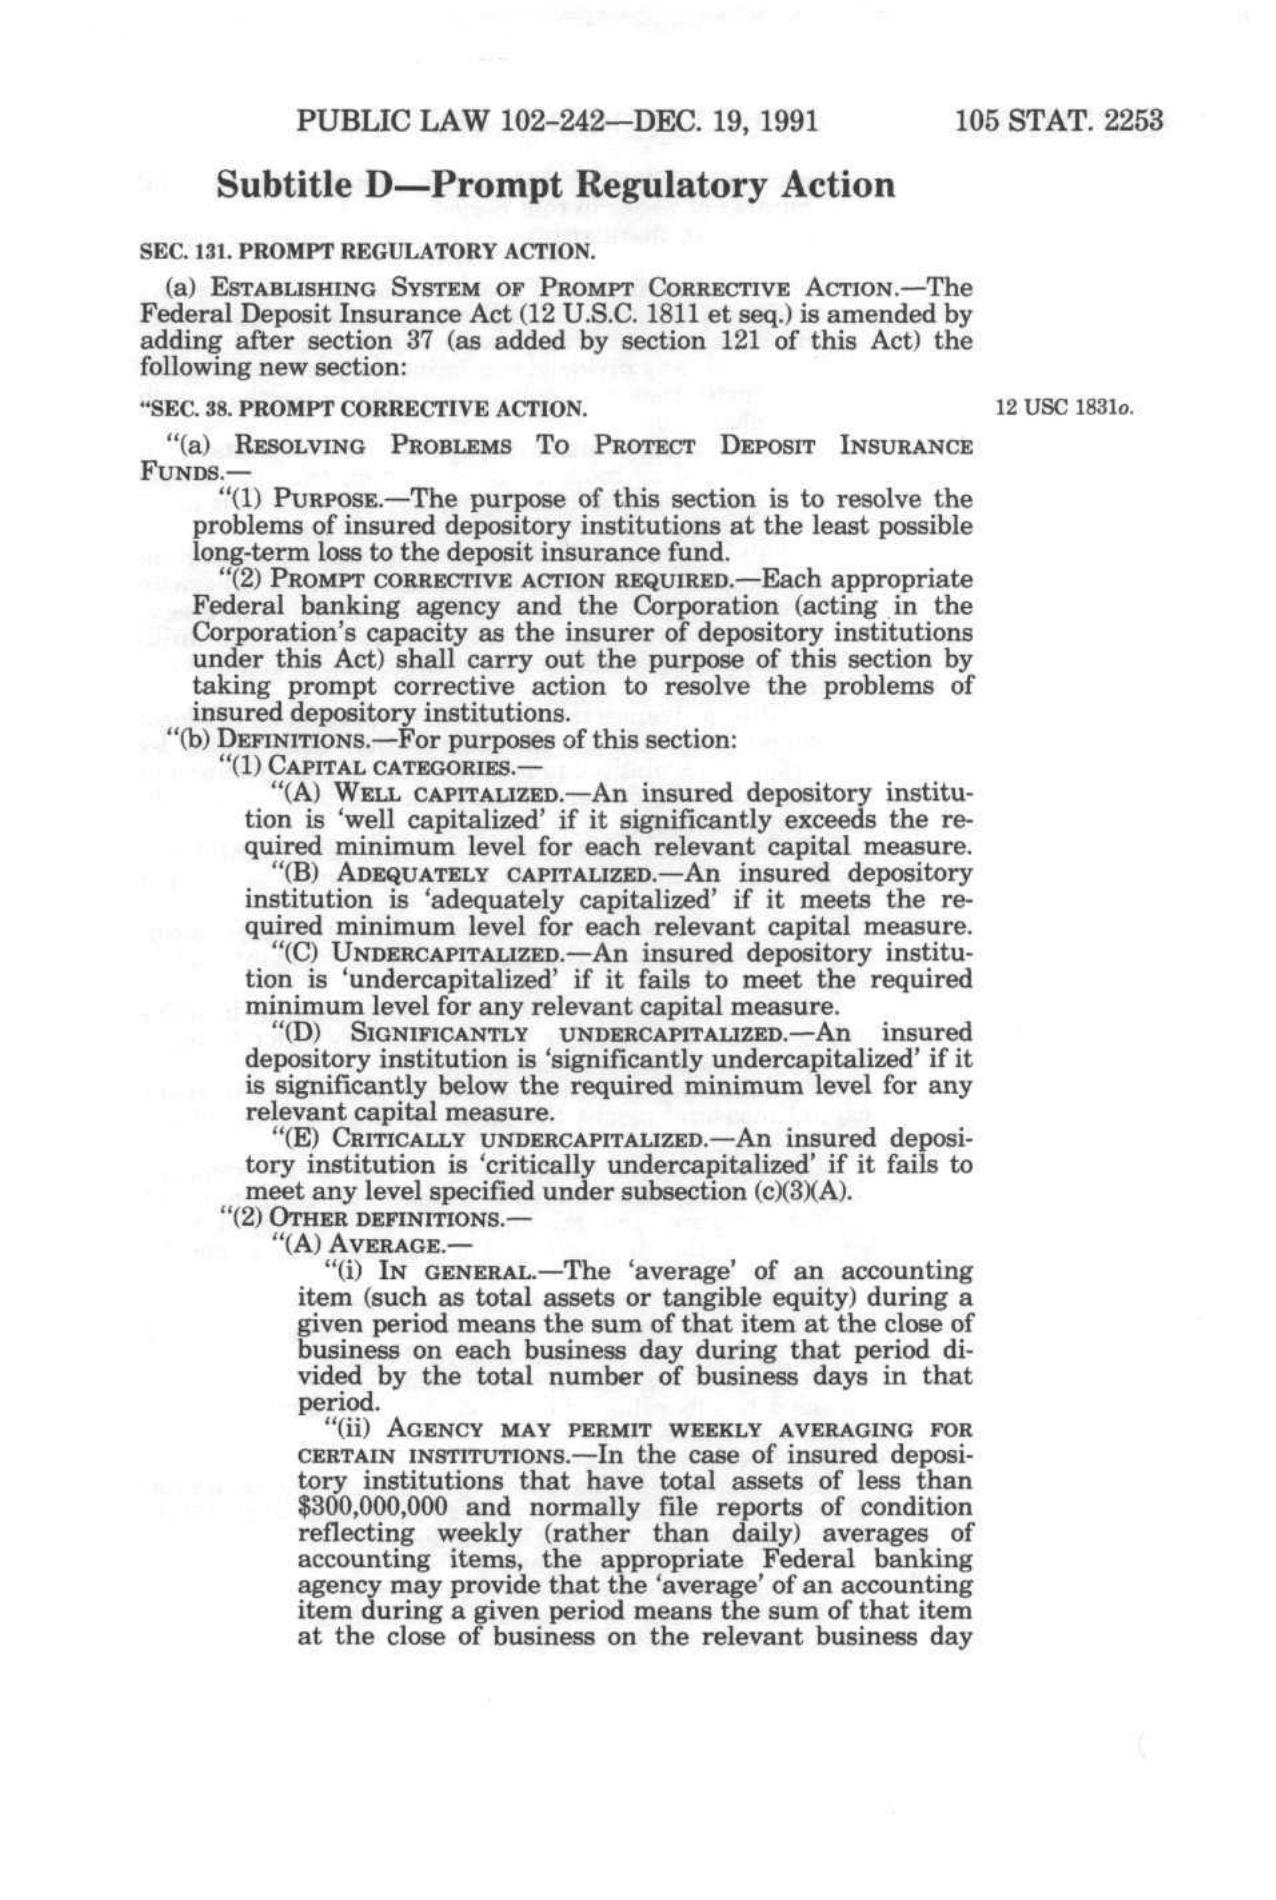 PUBLIC LAW 102-242—DEC. 19, 1991 105 STAT. 2253
Subtitle D—Prompt Regulatory Action
SEC. 131. PROMPT REGULATORY ACTION.
(a) ESTABLISHING SYSTEM OF PROMPT CORRECTIVE ACTION.—The
Federal Deposit Insurance Act (12 U.S.C. 1811 et seq.) is amended by
adding after section 37 (as added by section 121 of this Act) the
following new section:
“SEC. 38. PROMPT CORRECTIVE ACTION. 12 USC 1831o.
“(a) RESOLVING PROBLEMS TO PROTECT DEPOSIT INSURANCE
FUNDS.—
“(1) PURPOSE.—The purpose of this section is to resolve the
problems of insured depository institutions at the least possible
long-term loss to the deposit insurance fund.
“(2) PROMPT CORRECTIVE ACTION REQUIRED.—Each appropriate
Federal banking agency and the Corporation (acting in the
Corporation's capacity as the insurer of depository institutions
under this Act) shall carry out the purpose of this section by
taking prompt corrective action to resolve the problems of
insured depository institutions.
“(b) DEFINITIONS.—For purposes of this section:
“(1) CAPITAL CATEGORIES.—
“(A) WELL CAPITALIZED.—An insured depository institu-
tion is ‘well capitalized’ if it significantly exceeds the re-
quired minimum level for each relevant capital measure.
“(B) ADEQUATELY CAPITALIZED.—An insured depository
institution is ‘adequately capitalized’ if it meets the re-
quired minimum level for each relevant capital measure.
“(C) UNDERCAPITALIZED.—An insured depository institu-
tion is ‘undercapitalized’ if it fails to meet the required
minimum level for any relevant capital measure.
“(D) SIGNIFICANTLY UNDERCAPITALIZED.—An insured
depository institution is ‘significantly undercapitalized’ if it
is significantly below the required minimum level for any
relevant capital measure.
“(E) CRITICALLY UNDERCAPITALIZED.—An insured deposi-
tory institution is ‘critically undercapitalized’ if it fails to
meet any level specified under subsection (c)(3)(A).
“(2) OTHER DEFINITIONS.—
“(A) AVERAGE.—
“(i) IN GENERAL.—The ‘average’ of an accounting
item (such as total assets or tangible equity) during a
given period means the sum of that item at the close of
business on each business day during that period di-
vided by the total number of business days in that
period.
“(ii) AGENCY MAY PERMIT WEEKLY AVERAGING FOR
CERTAIN INSTITUTIONS.—In the case of insured deposi-
tory institutions that have total assets of less than
$300,000,000 and normally file reports of condition
reflecting weekly (rather than daily) averages of
accounting items, the appropriate Federal banking
agency may provide that the ‘average’ of an accounting
item during a given period means the sum of that item
at the close of business on the relevant business day